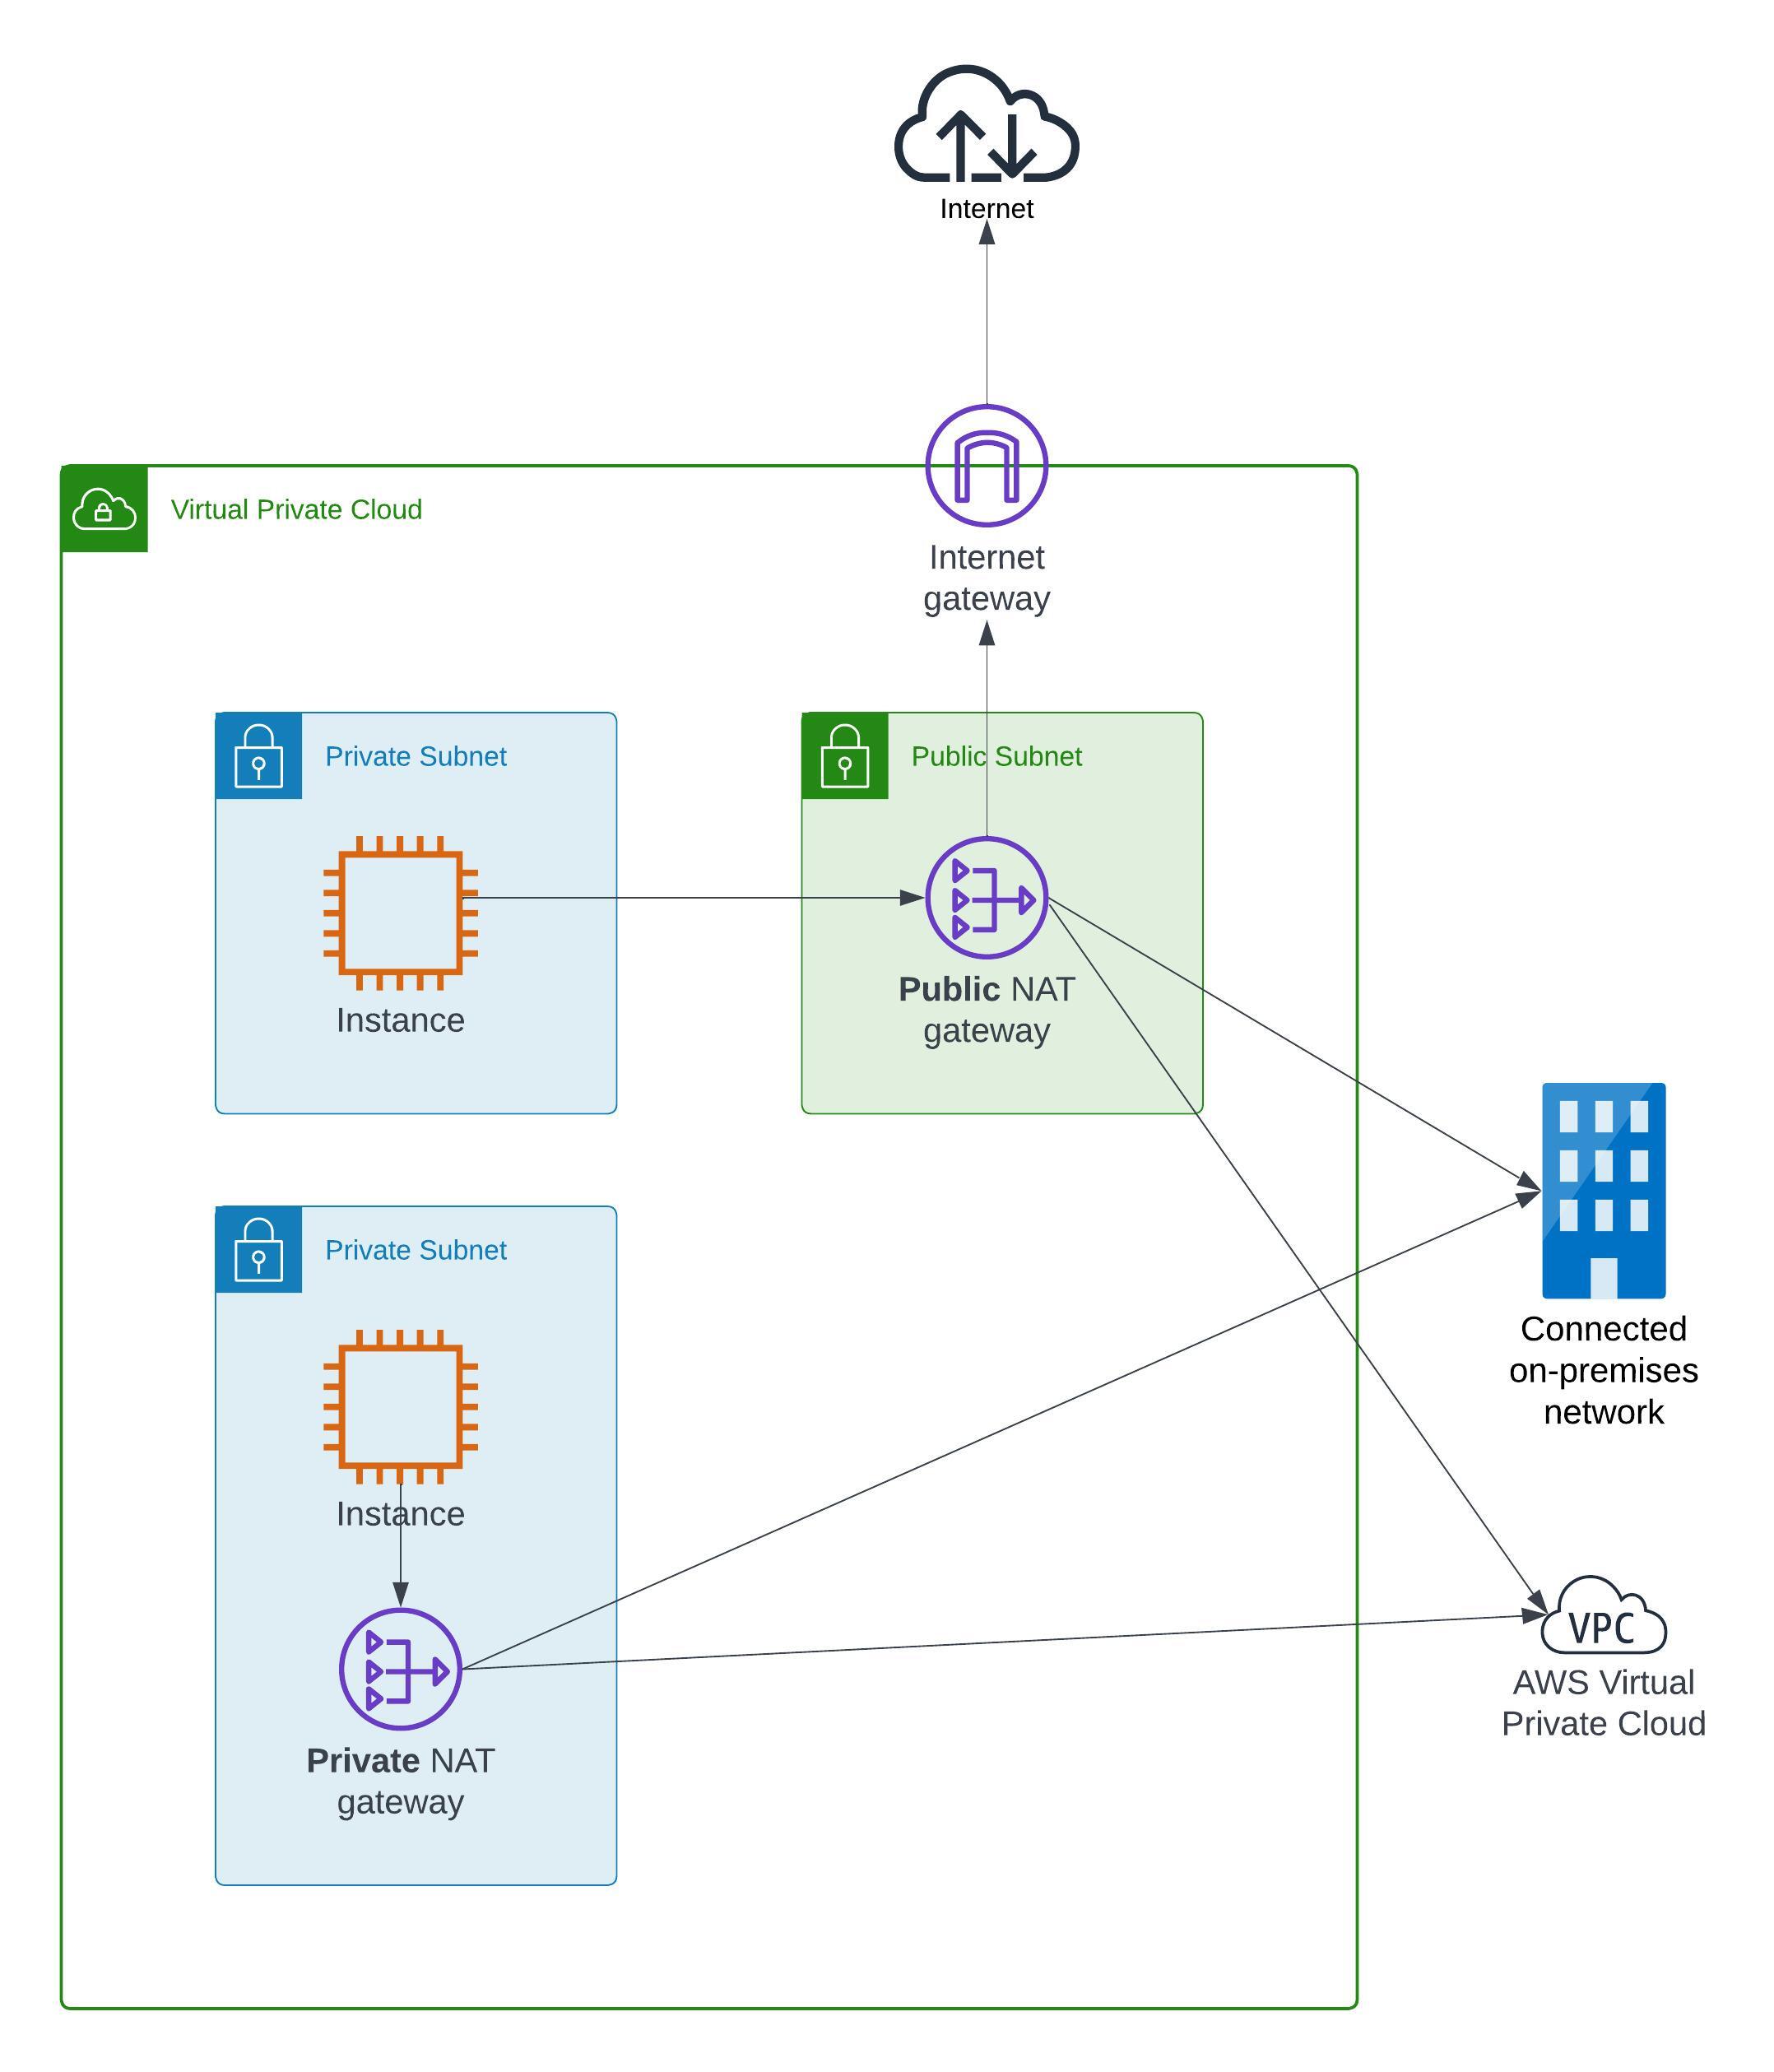 Internet
Virtual Private Cloud
Internet
gateway
Private Subnet
Public Subnet
Instance
Public NAT
gateway
Private Subnet
Instance
Private NAT
gateway
Connected
on-premises
network
VPC
AWS Virtual
Private Cloud